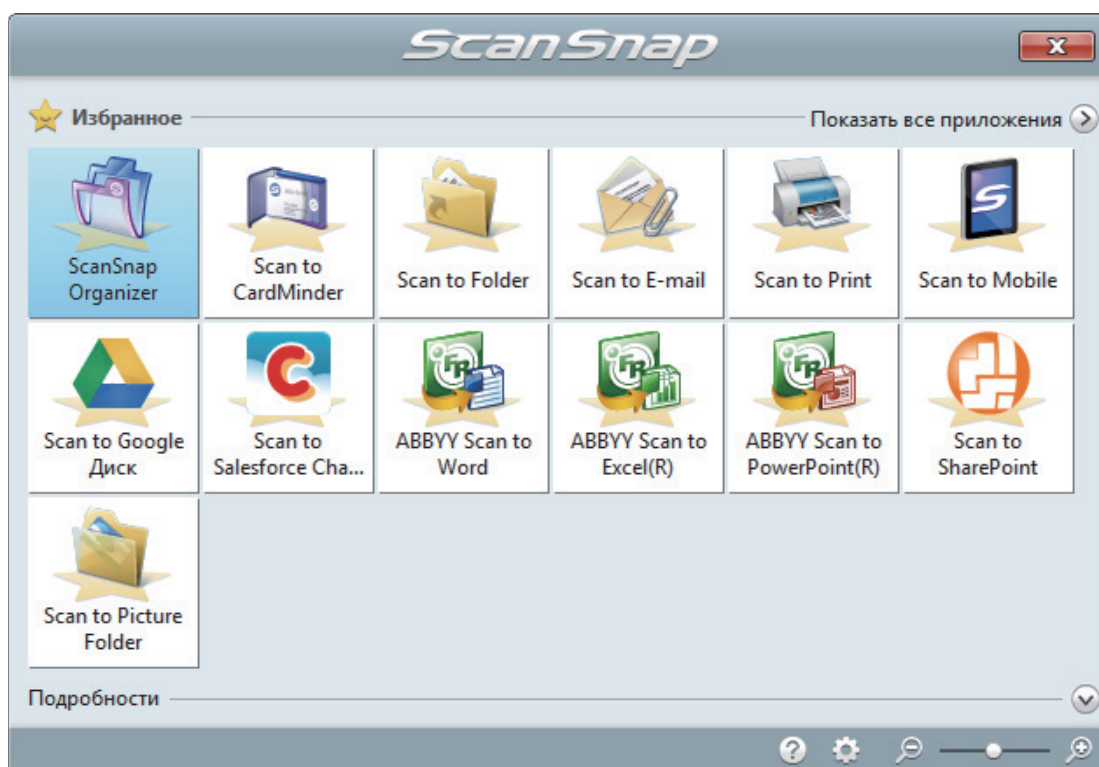 ScanSnap
Избранное
Показать все приложения
ScanSnap
Organizer
Scan to
CardMinder
Scan to Folder
Scan to E-mail
Scan to Print
Scan to Mobile
Scan to Google
Диск
Scan to
Salesforce Cha...
ABBYY Scan to
Word
ABBYY Scan to
Excel(R)
ABBYY Scan to
PowerPoint(R)
Scan to
SharePoint
Scan to Picture
Folder
Подробности